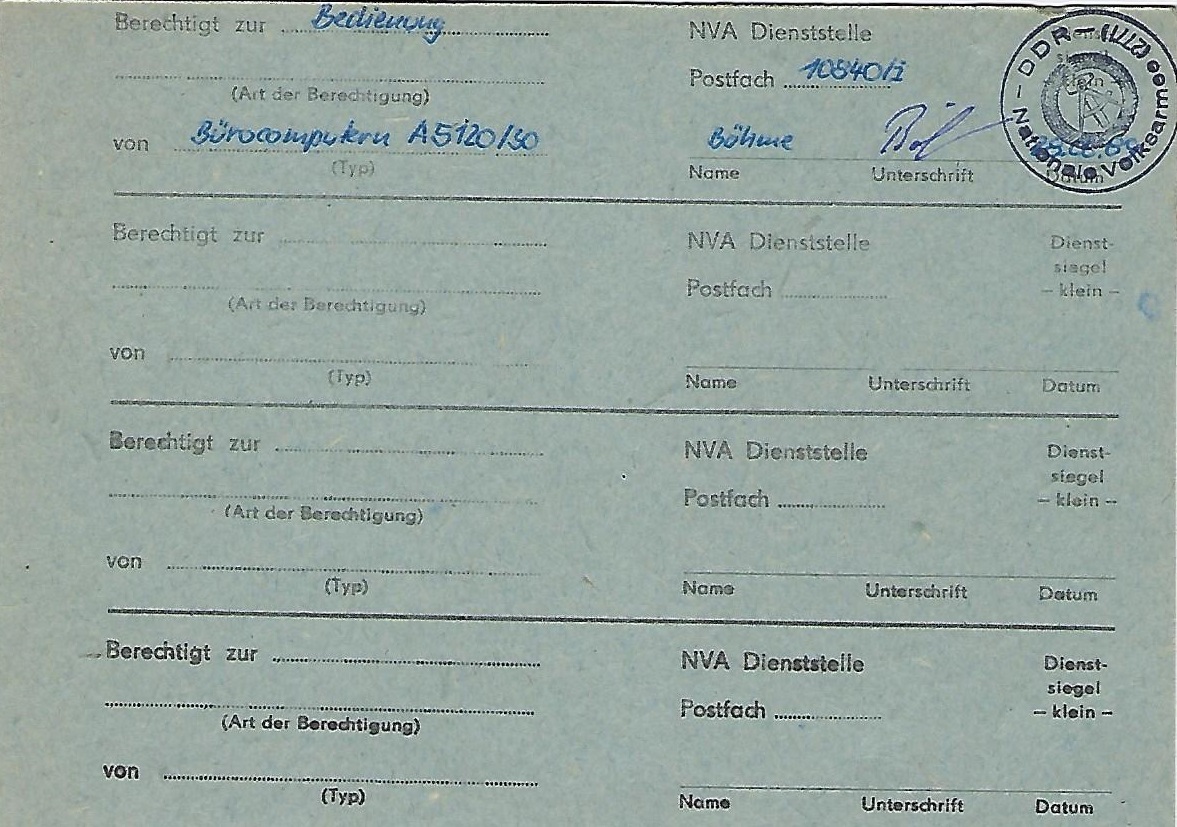 Berechtigt zur Bedienung
(Art der Berechtigung)
von Bürocomputern A5120/30
(Typ)
NVA Dienststelle
Postfach 10840/I
Böhme
Name Unterschrift Datum
DDR
Nationale Volksarmee
Berechtigt zur
(Art der Berechtigung)
von
(Typ)
NVA Dienststelle
Postfach
Dienst-
siegel
– klein –
Name Unterschrift Datum
Berechtigt zur
(Art der Berechtigung)
von
(Typ)
NVA Dienststelle
Postfach
Dienst-
siegel
– klein –
Name Unterschrift Datum
Berechtigt zur
(Art der Berechtigung)
von
(Typ)
NVA Dienststelle
Postfach
Dienst-
siegel
– klein –
Name Unterschrift Datum